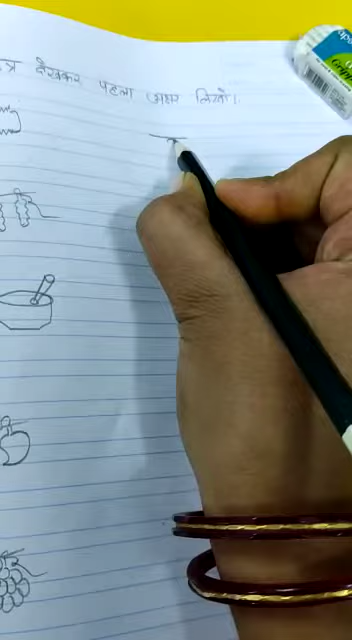 देखकर पहला अक्षर लिखो।